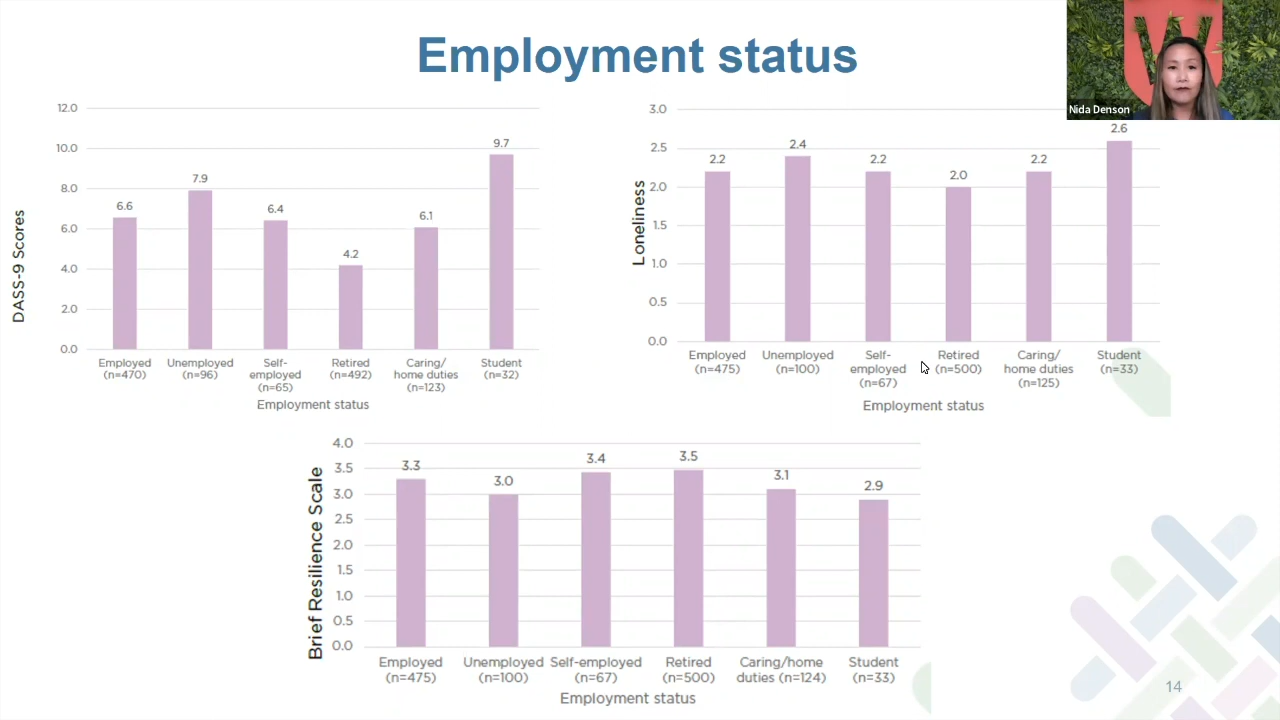 Employment status
Nida Denson
DASS-9 Scores
12.0
10.0
8.0
6.0
4.0
2.0
0.0
6.6
7.9
6.4
4.2
6.1
9.7
Employed
(n=470)
Unemployed
(n=96)
Self-
employed
(n=65)
Retired
(n=492)
Caring/
home duties
(n=123)
Student
(n=32)
Employment status
Loneliness
3.0
2.5
2.0
1.5
1.0
0.5
0.0
2.2
2.4
2.2
2.0
2.2
2.6
Employed
(n=475)
Unemployed
(n=100)
Self-
employed
(n=67)
Retired
(n=500)
Caring/
home duties
(n=125)
Student
(n=33)
Employment status
Brief Resilience Scale
4.0
3.5
3.0
2.5
2.0
1.5
1.0
0.5
0.0
3.3
3.0
3.4
3.5
3.1
2.9
Employed
(n=475)
Unemployed
(n=100)
Self-employed
(n=67)
Retired
(n=500)
Caring/home
duties (n=124)
Student
(n=33)
Employment status
14
W